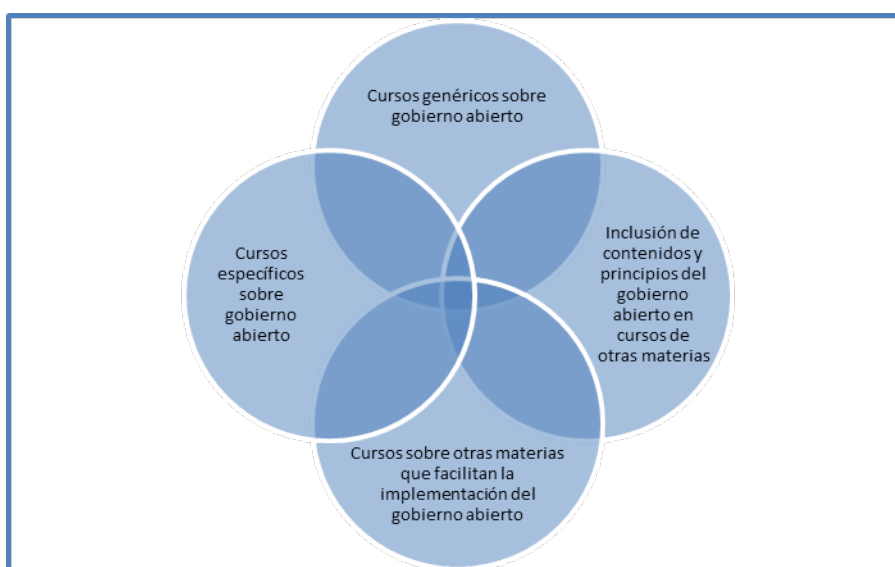 Cursos genéricos sobre
gobierno abierto
Cursos
específicos
sobre
gobierno
abierto
Inclusión de
contenidos y
principios del
gobierno
abierto en
cursos de
otras materias
Cursos sobre otras materias
que facilitan la
implementación del
gobierno abierto